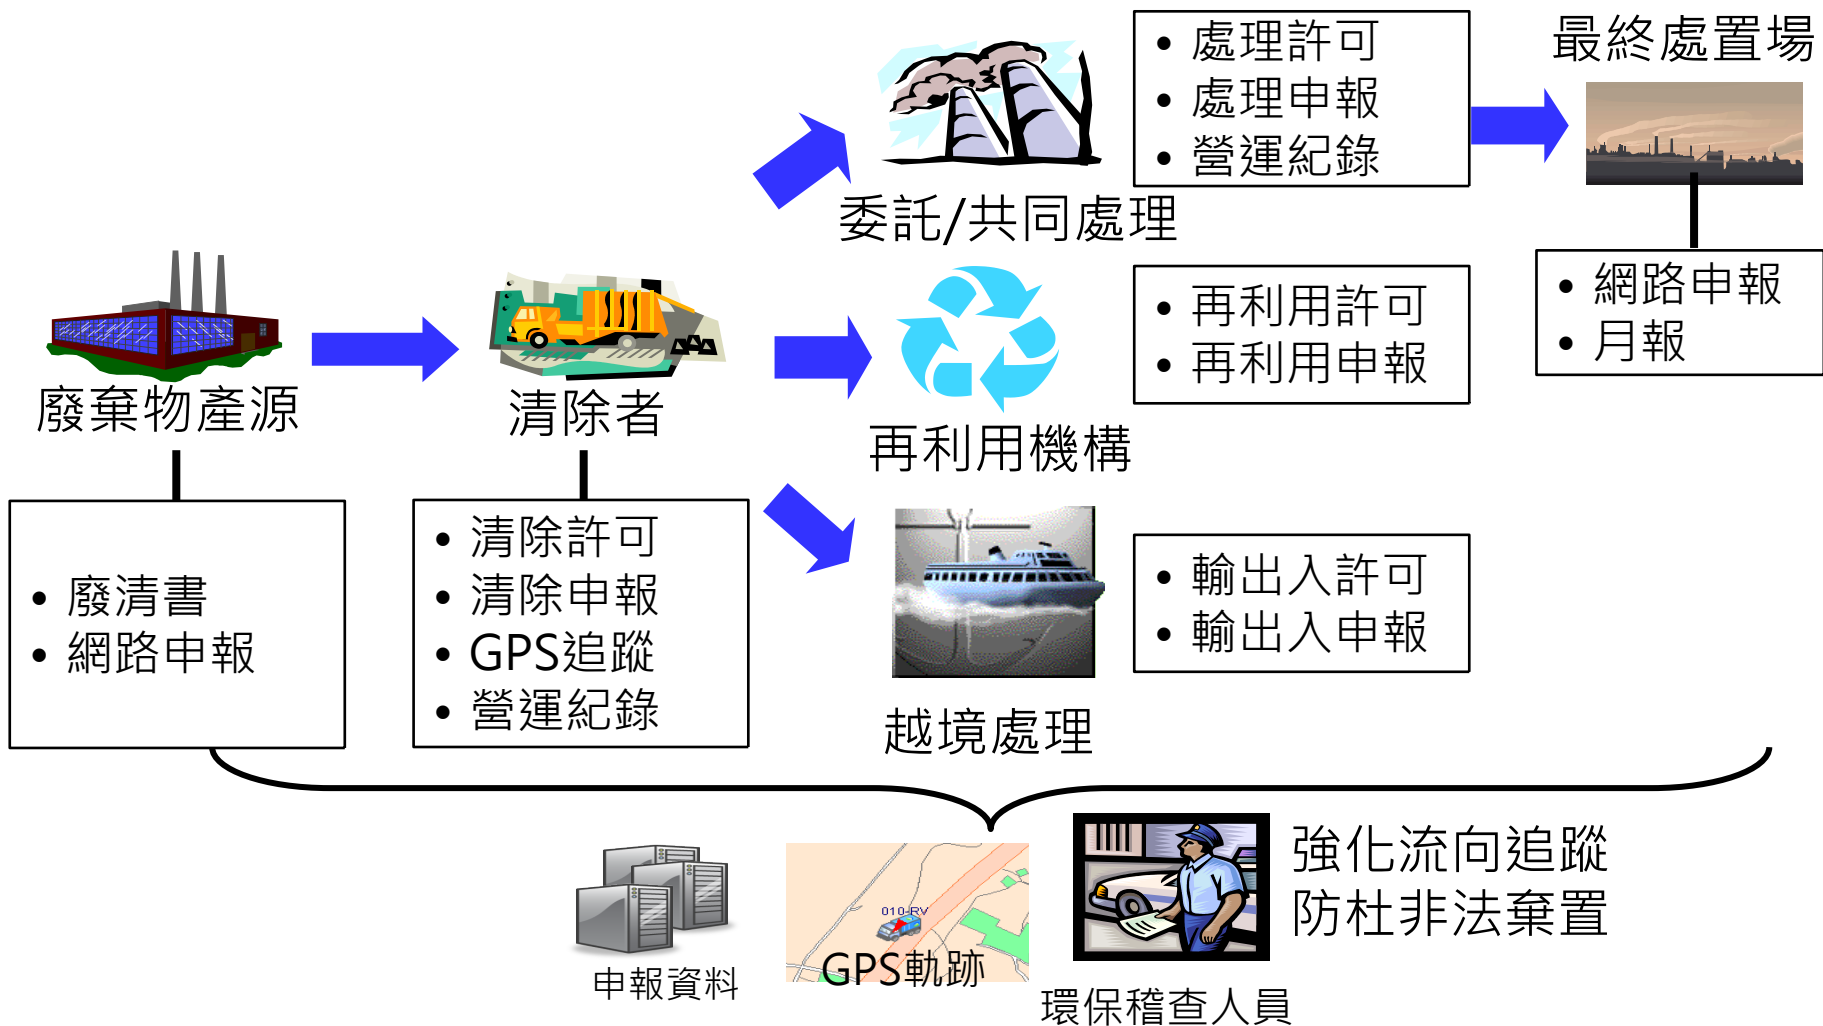 最終處置場
• 處理許可
• 處理申報
• 營運紀錄
委託/共同處理
• 網路申報
• 月報
• 再利用許可
• 再利用申報
廢棄物產源
清除者
再利用機構
• 廢清書
• 網路申報
• 清除許可
• 清除申報
• GPS追蹤
• 營運紀錄
• 輸出入許可
• 輸出入申報
越境處理
強化流向追蹤
防杜非法棄置
010-RV
GPS軌跡
申報資料
環保稽查人員